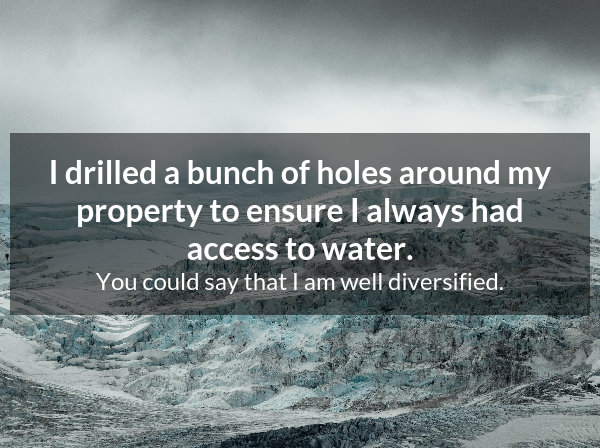 I drilled a bunch of holes around my
property to ensure I always had
access to water.
You could say that I am well diversified.